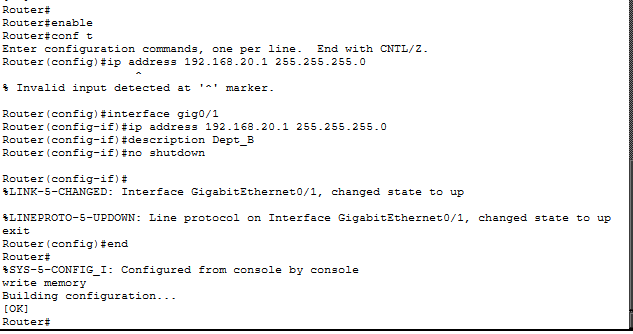 Router#
Router#enable
Router#conf t
Enter configuration commands, one per line.  End with CNTL/Z.
Router(config)#ip address 192.168.20.1 255.255.255.0
                  ^
% Invalid input detected at '^' marker.
Router(config)#interface gig0/1
Router(config-if)#ip address 192.168.20.1 255.255.255.0
Router(config-if)#description Dept_B
Router(config-if)#no shutdown
Router(config-if)#
%LINK-5-CHANGED: Interface GigabitEthernet0/1, changed state to up
%LINEPROTO-5-UPDOWN: Line protocol on Interface GigabitEthernet0/1, changed state to up
exit
Router(config)#end
Router#
%SYS-5-CONFIG_I: Configured from console by console
write memory
Building configuration...
[OK]
Router#